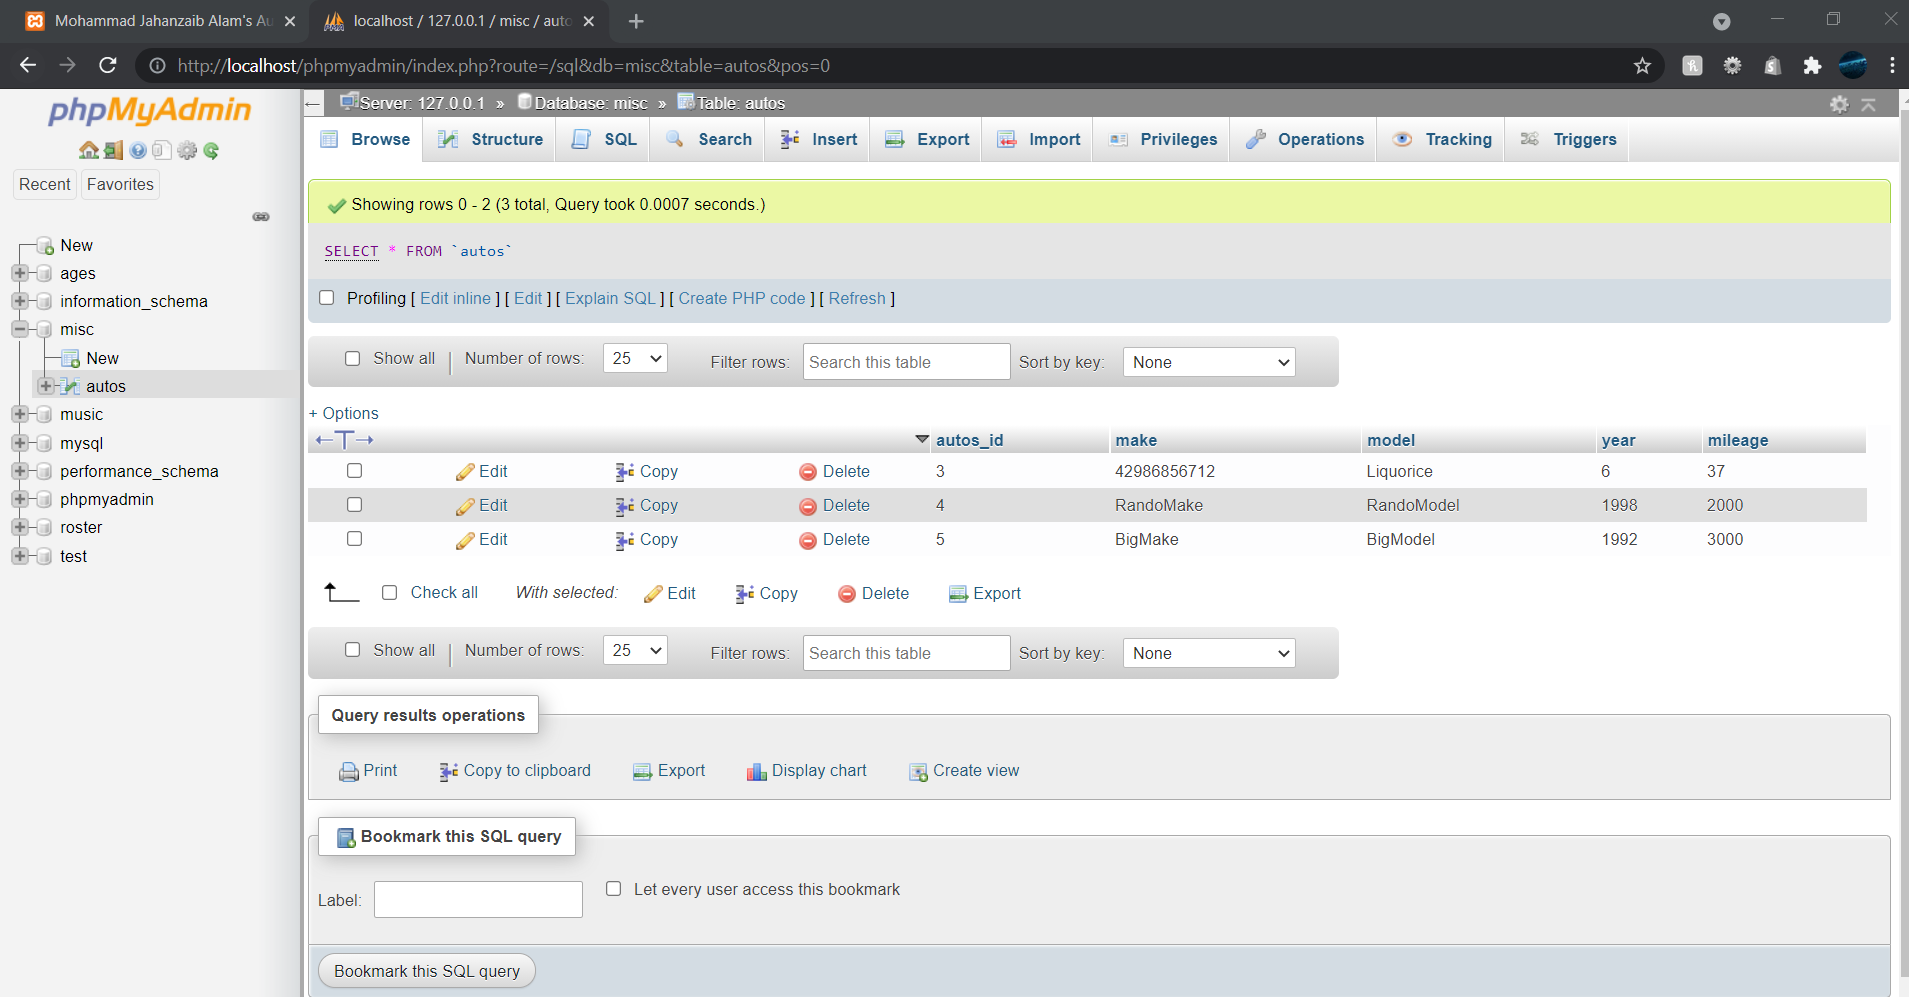 Mohammad Jahanzaib Alam's Au
localhost / 127.0.0.1 / misc / auto
http://localhost/phpmyadmin/index.php?route=/sql&db=misc&table=autos&pos=0
phpMyAdmin
Recent Favorites
New
ages
information_schema
misc
New
autos
music
mysql
performance_schema
phpmyadmin
roster
test
Server: 127.0.0.1 » Database: misc » Table: autos
Browse Structure SQL Search Insert Export Import Privileges Operations Tracking Triggers
Showing rows 0 - 2 (3 total, Query took 0.0007 seconds.)
SELECT * FROM `autos`
Profiling [ Edit inline ] [ Edit ] [ Explain SQL ] [ Create PHP code ] [ Refresh ]
Show all | Number of rows: 25 Filter rows: Search this table Sort by key: None
+ Options
←T→ autos_id make model year mileage
Edit Copy Delete 3 42986856712 Liquorice 6 37
Edit Copy Delete 4 RandoMake RandoModel 1998 2000
Edit Copy Delete 5 BigMake BigModel 1992 3000
Check all With selected: Edit Copy Delete Export
Show all | Number of rows: 25 Filter rows: Search this table Sort by key: None
Query results operations
Print Copy to clipboard Export Display chart Create view
Bookmark this SQL query
Label: Let every user access this bookmark
Bookmark this SQL query